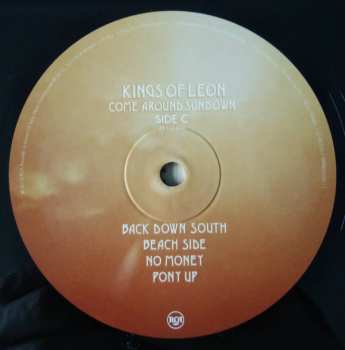 KINGS OF LEON
COME AROUND SUNDOWN
SIDE C
BACK DOWN SOUTH
BEACH SIDE
NO MONEY
PONY UP
RCA